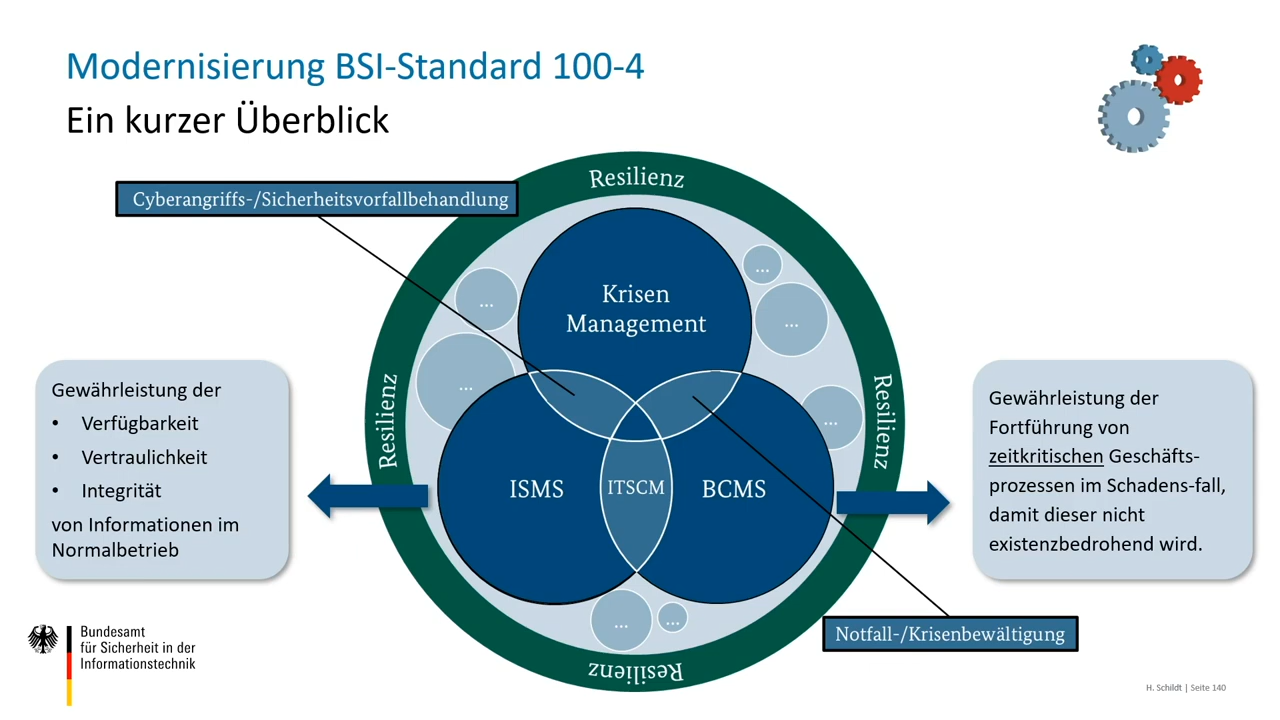 Modernisierung BSI-Standard 100-4
Ein kurzer Überblick
Cyberangriffs-/Sicherheitsvorfallbehandlung
Resilienz
Krisen
Management
...
...
...
...
...
Resilienz
Resilienz
ISMS
ITSCM
BCMS
...
...
Resilienz
Gewährleistung der
• Verfügbarkeit
• Vertraulichkeit
• Integrität
von Informationen im
Normalbetrieb
Gewährleistung der
Fortführung von
zeitkritischen Geschäfts-
prozessen im Schadens-fall,
damit dieser nicht
existenzbedrohend wird.
Notfall-/Krisenbewältigung
Bundesamt
für Sicherheit in der
Informationstechnik
H. Schildt | Seite 140